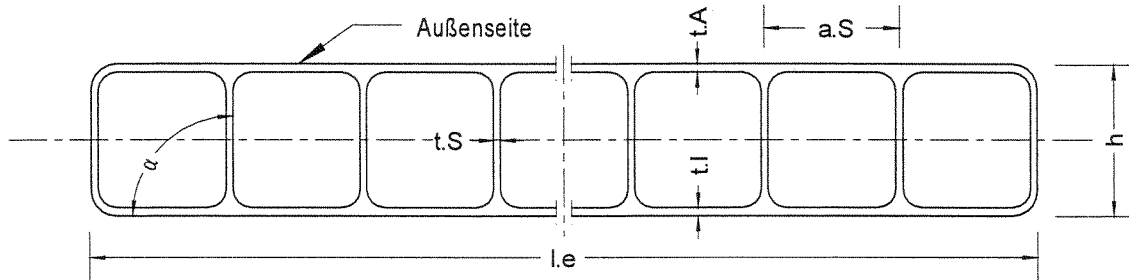 Außenseite
t.A
a.S
α
t.S
t.I
h
l.e